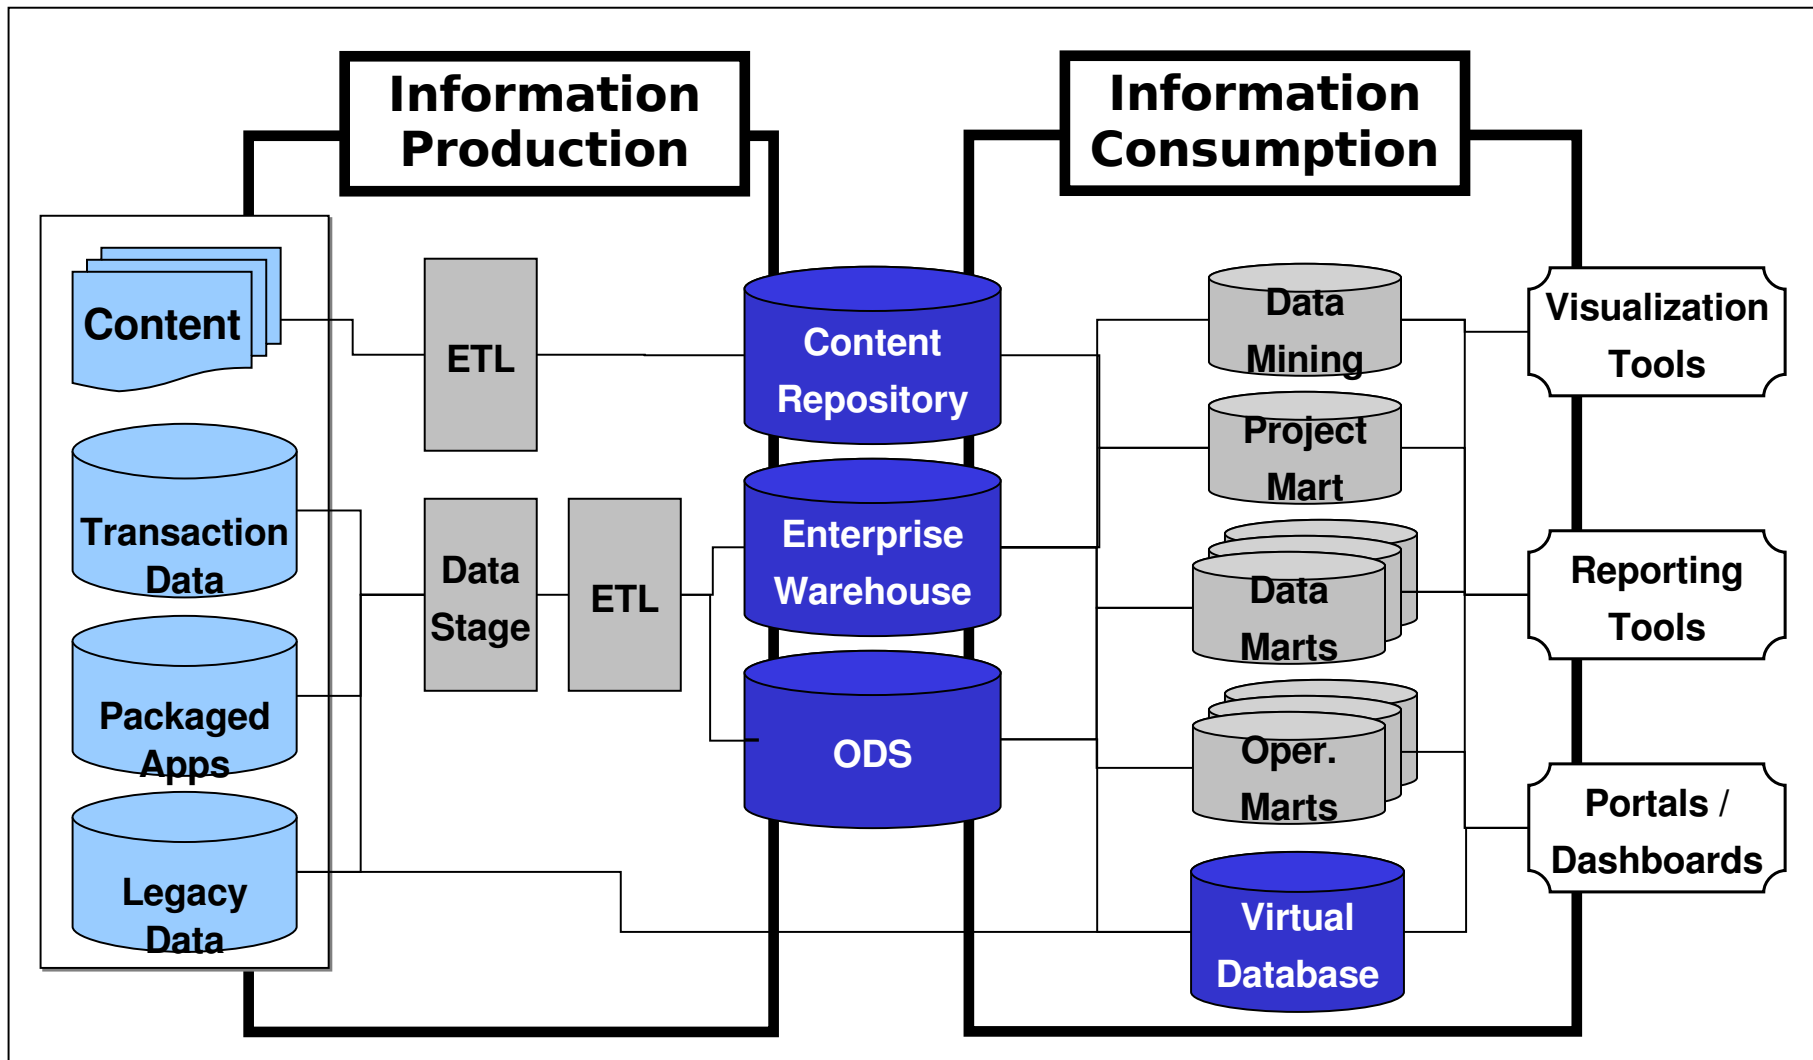 Information
Production
Information
Consumption
Content
Transaction
Data
Packaged
Apps
Legacy
Data
ETL
Data
Stage
ETL
Content
Repository
Enterprise
Warehouse
ODS
Data
Mining
Project
Mart
Data
Marts
Oper.
Marts
Virtual
Database
Visualization
Tools
Reporting
Tools
Portals /
Dashboards